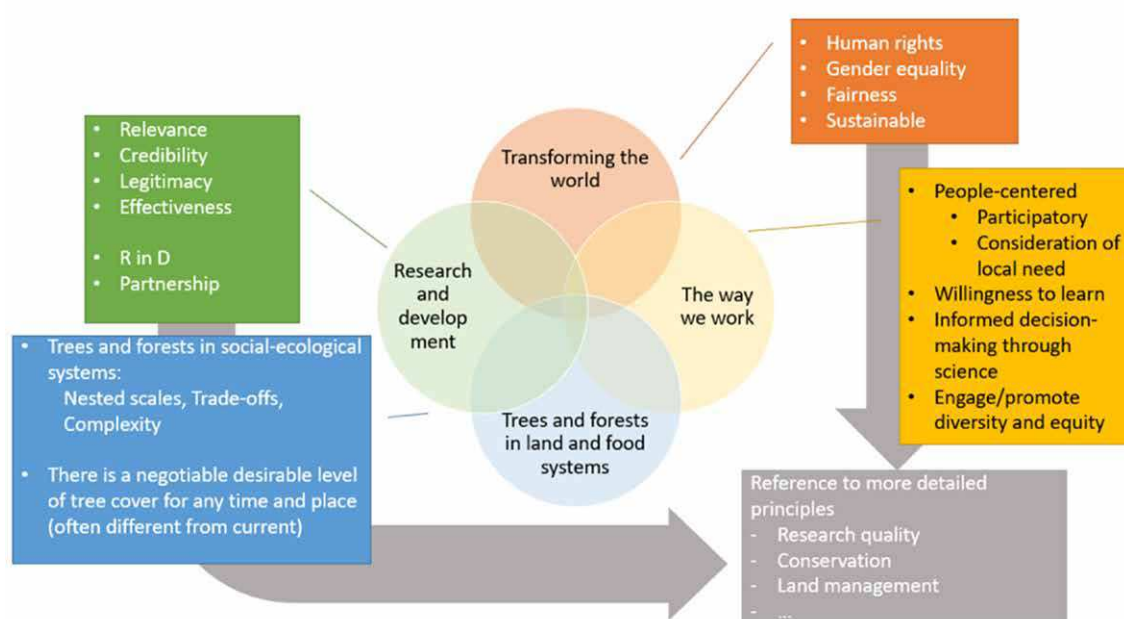 • Human rights
• Gender equality
• Fairness
• Sustainable
• Relevance
• Credibility
• Legitimacy
• Effectiveness
• R in D
• Partnership
Transforming the
world
Research
and
develop
ment
The way
we work
Trees and forests
in land and food
systems
• People-centered
• Participatory
• Consideration of
local need
• Willingness to learn
• Informed decision-
making through
science
• Engage/promote
diversity and equity
• Trees and forests in social-ecological
systems:
Nested scales, Trade-offs,
Complexity
• There is a negotiable desirable level
of tree cover for any time and place
(often different from current)
Reference to more detailed
principles
- Research quality
- Conservation
- Land management